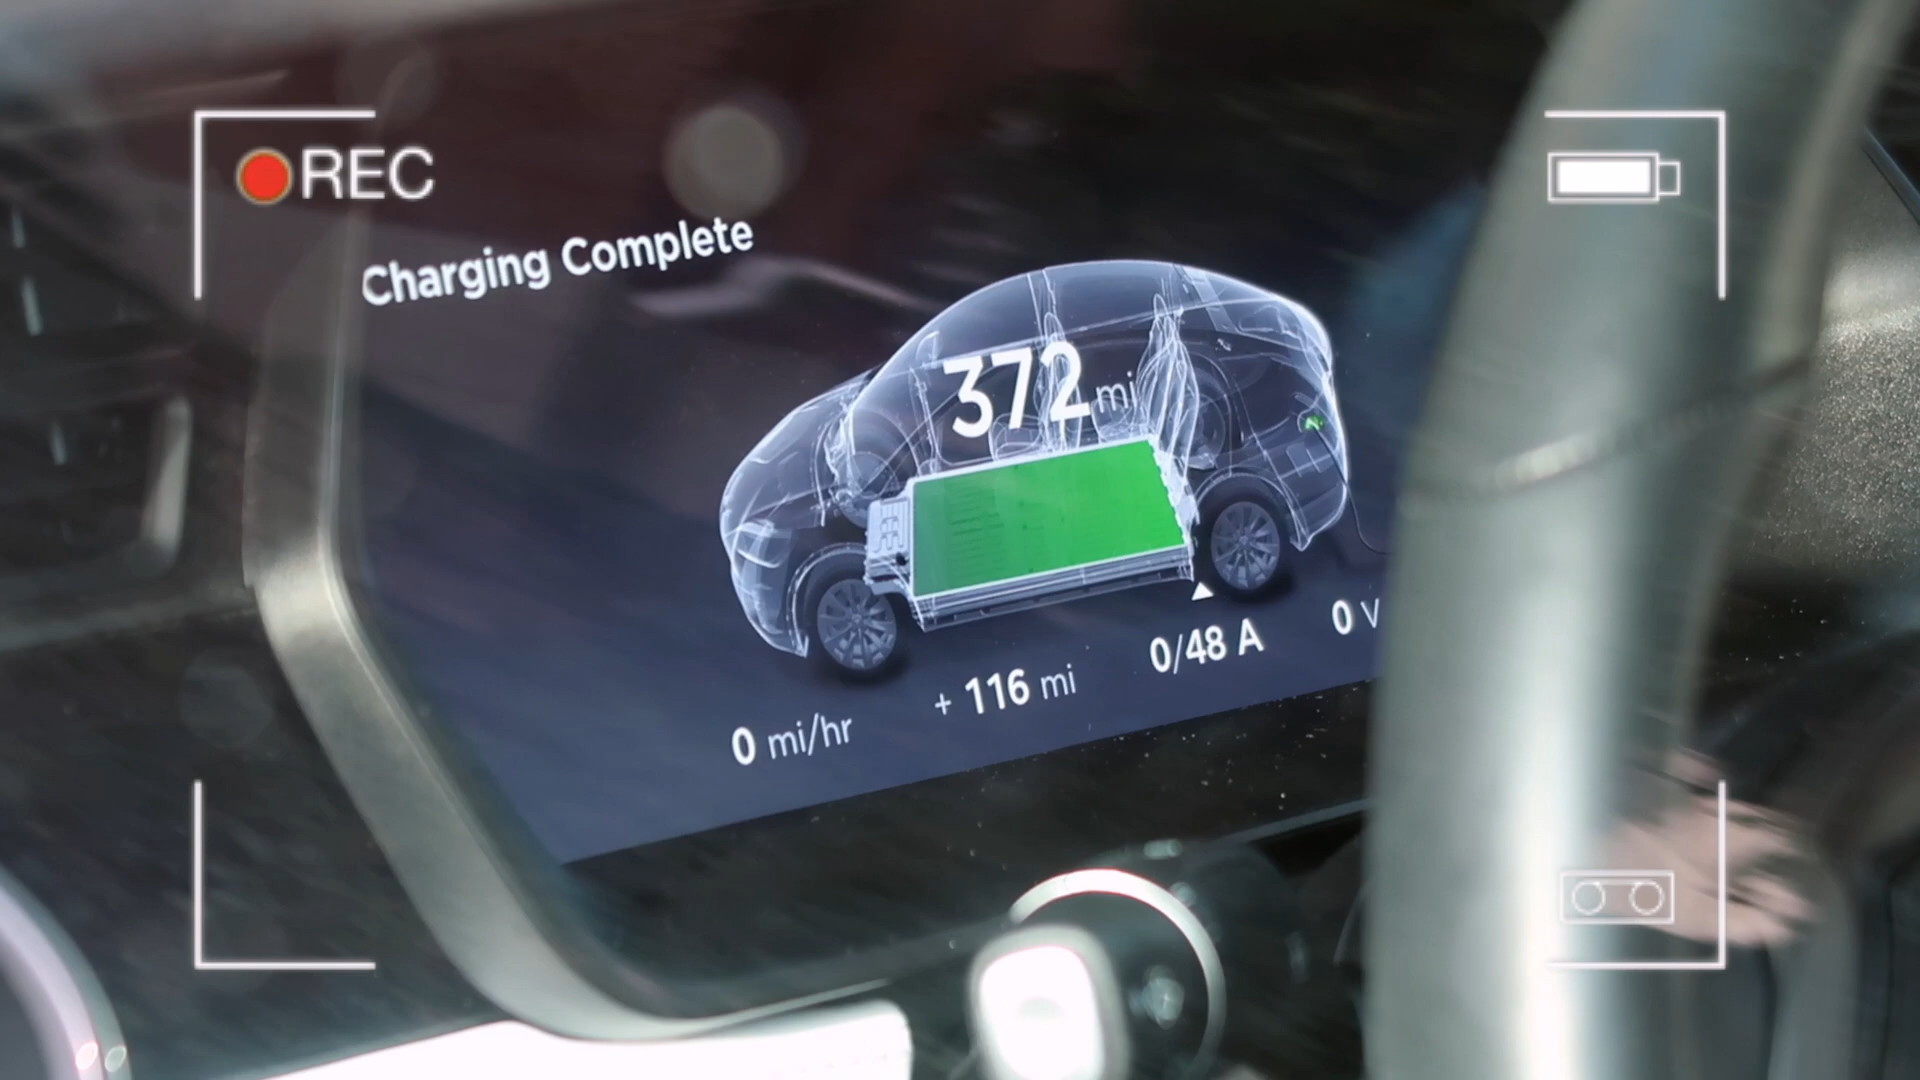 REC
Charging Complete
372 mi
0 mi/hr
+ 116 mi
0/48 A
0 V